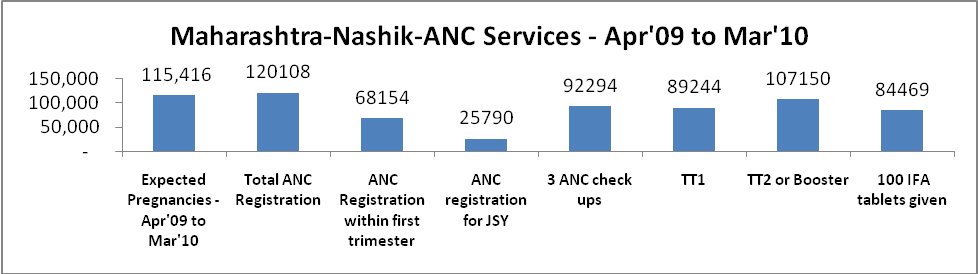 Maharashtra-Nashik-ANC Services - Apr'09 to Mar'10
150,000
100,000
50,000
-
115,416
120108
68154
25790
92294
89244
107150
84469
Expected
Pregnancies -
Apr'09 to
Mar'10
Total ANC
Registration
ANC
Registration
within first
trimester
ANC
registration
for JSY
3 ANC check
ups
TT1
TT2 or Booster
100 IFA
tablets given